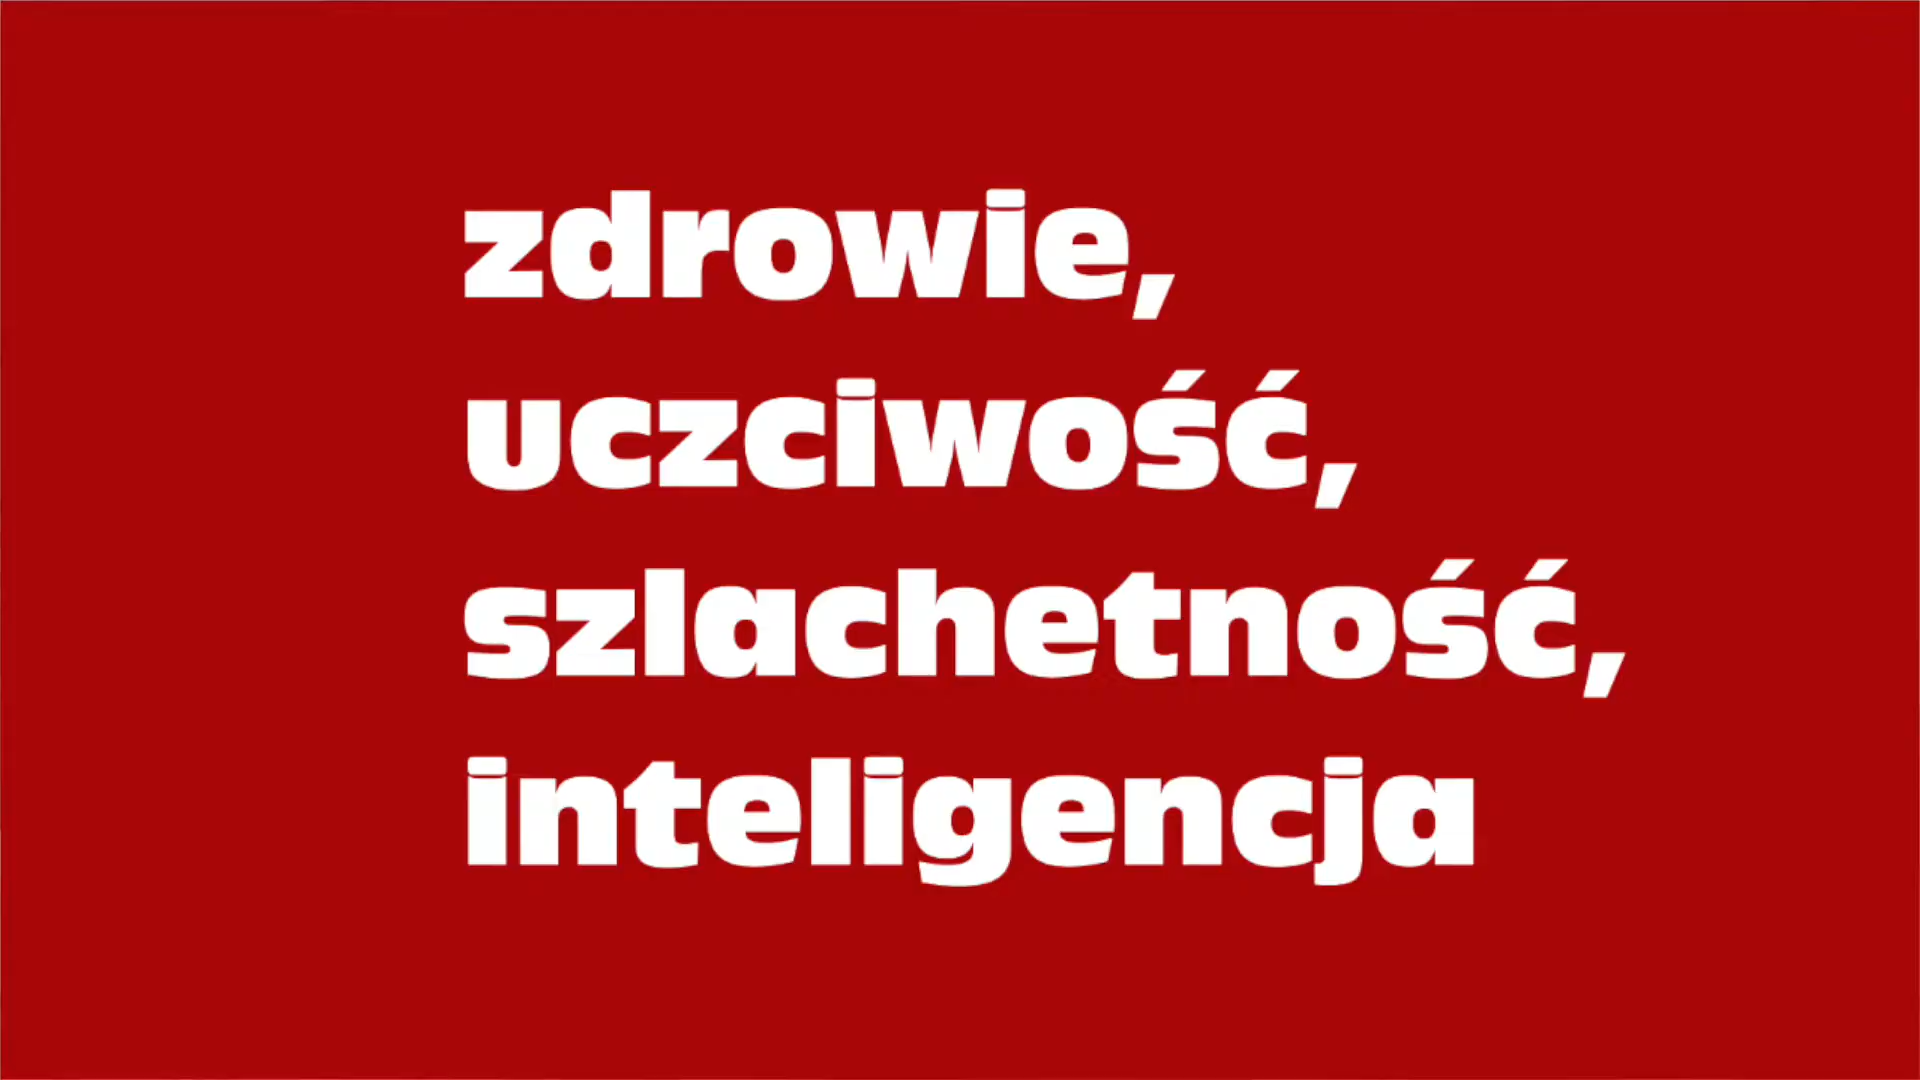 zdrowie,
uczciwość,
szlachetność,
inteligencja